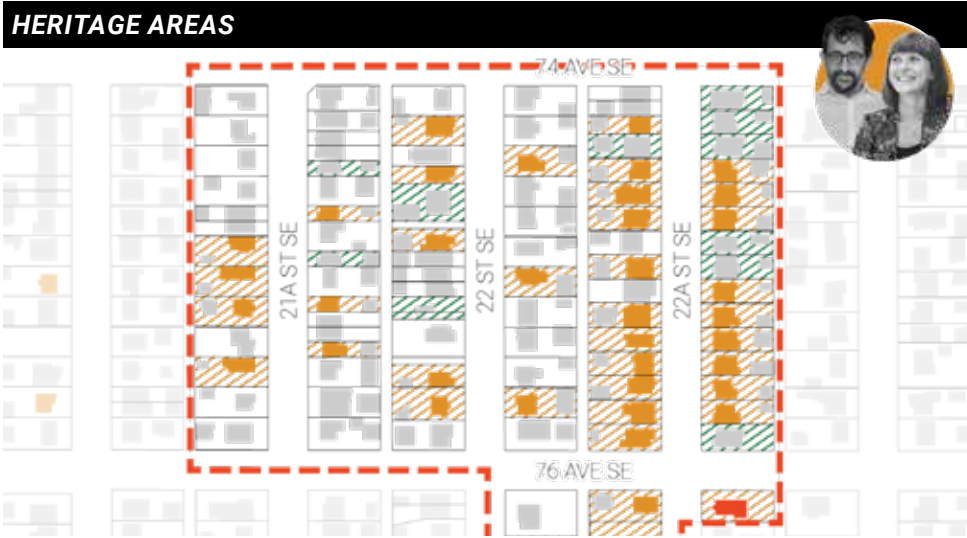 HERITAGE AREAS
74 AVE SE
21A ST SE
22 ST SE
22A ST SE
76 AVE SE